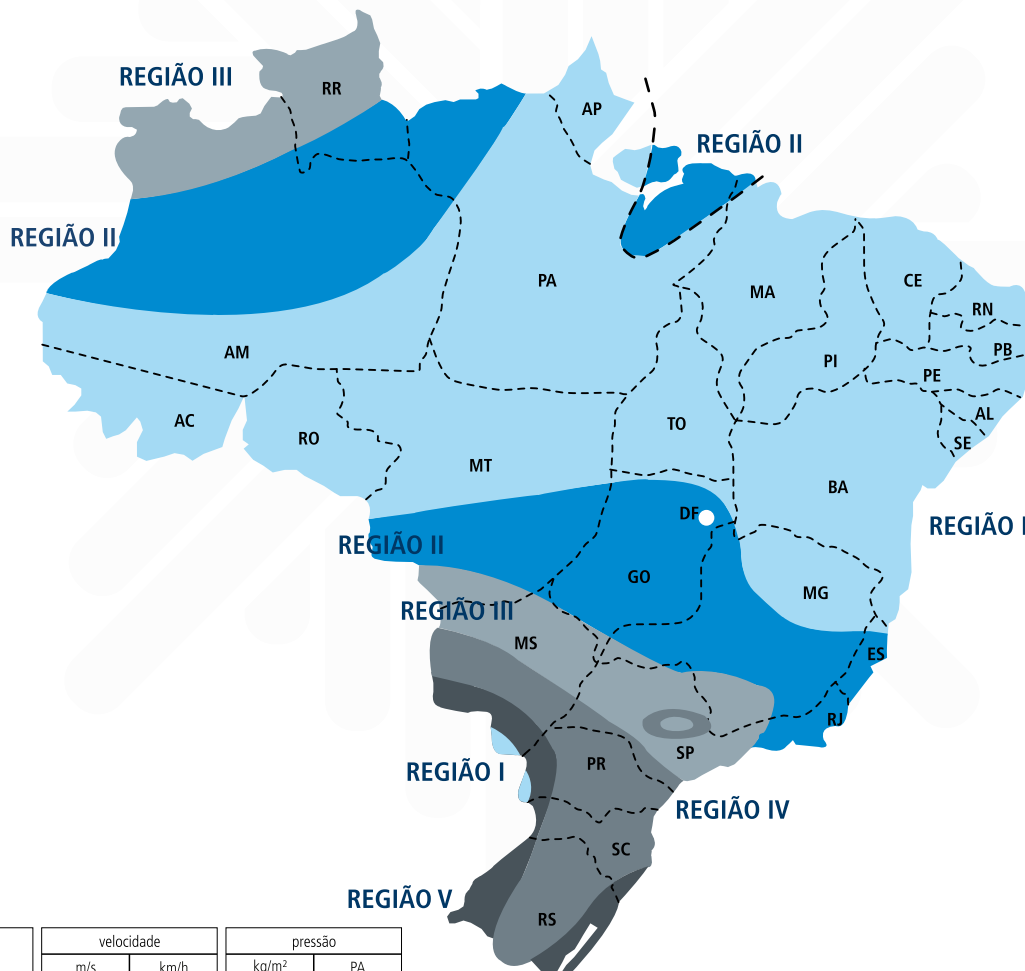 REGIÃO III
RR
AP
REGIÃO II
REGIÃO II
PA
MA
CE
RN
PB
PI
PE
AM
AL
AC
TO
SE
RO
MT
BA
DF
REGIÃO
REGIÃO II
GO
MG
REGIÃO III
MS
ES
RJ
SP
PR
REGIÃO I
REGIÃO IV
SC
REGIÃO V
RS
velocidade pressão
m/s km/h kg/m² PA